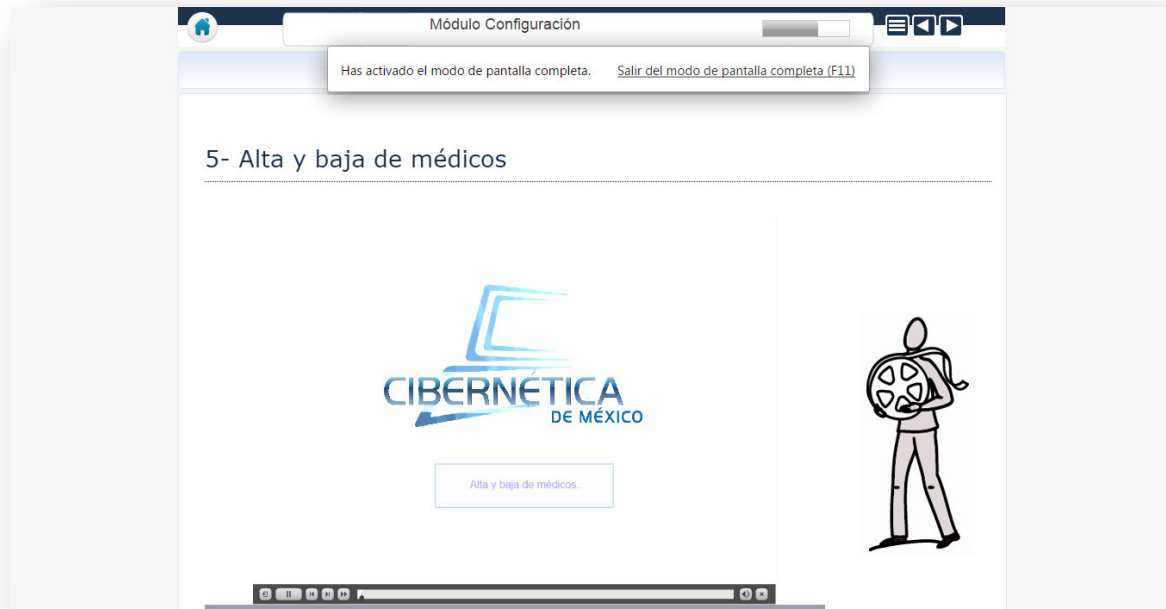 Módulo Configuración
Has activado el modo de pantalla completa. Salir del modo de pantalla completa (F11)
5- Alta y baja de médicos
CIBERNÉTICA
DE MÉXICO
Alta y baja de médicos.